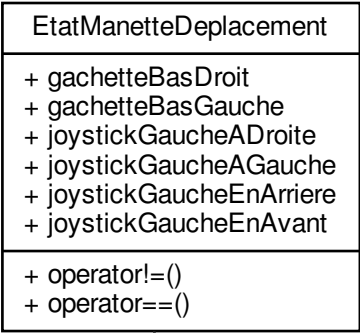 EtatManetteDeplacement
+ gachetteBasDroit
+ gachetteBasGauche
+ joystickGaucheADroite
+ joystickGaucheAGauche
+ joystickGaucheEnArriere
+ joystickGaucheEnAvant
+ operator!=()
+ operator==()